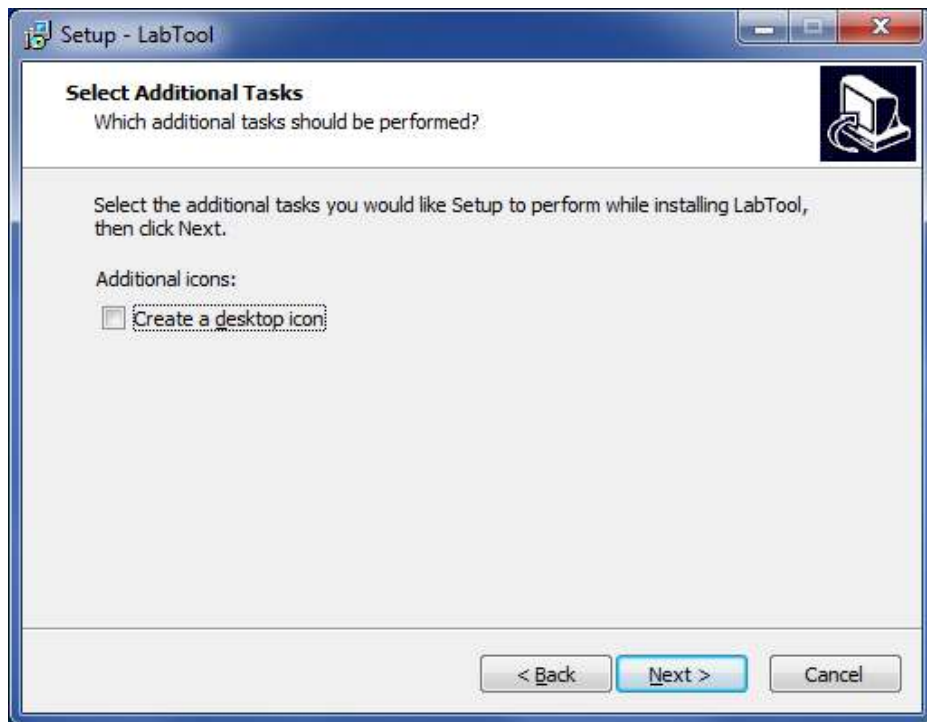 Setup - LabTool
Select Additional Tasks
Which additional tasks should be performed?
Select the additional tasks you would like Setup to perform while installing LabTool,
then click Next.
Additional icons:
Create a desktop icon
< Back
Next >
Cancel